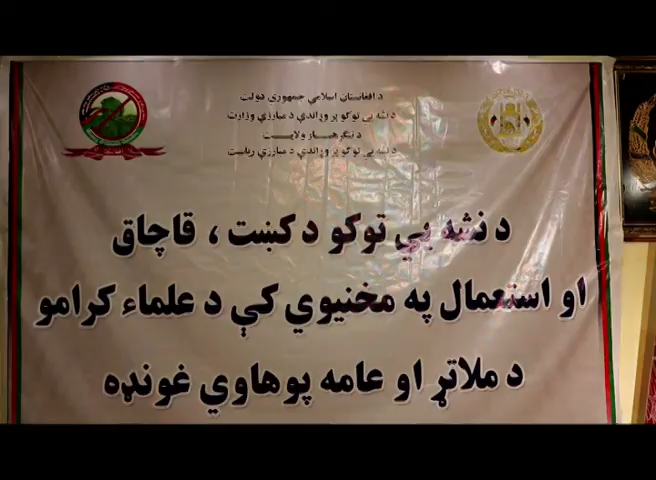 د افغانستان اسلامي جمهوري دولت
د نشه يي توکو پر وړاندې د مبارزې وزارت
د ننګرهار ولايت
د نشه يي توکو پر وړاندې د مبارزې رياست
د نشه يي توکو د کښت ، قاچاق
او استعمال په مخنيوي کې د علماء کرامو
د ملاتړ او عامه پوهاوي غونډه